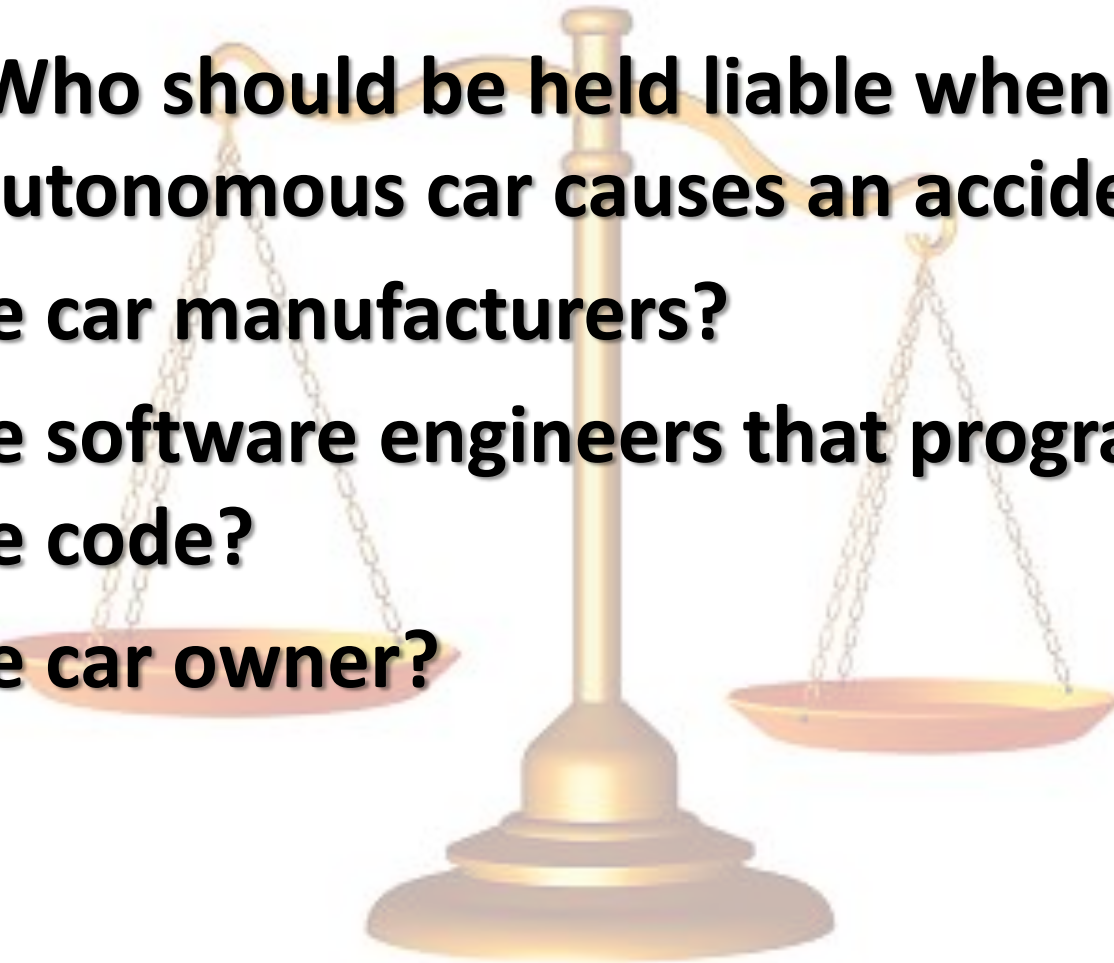 Who should be held liable when
utonomous car causes an accide
e car manufacturers?
e software engineers that progra
e code?
e car owner?